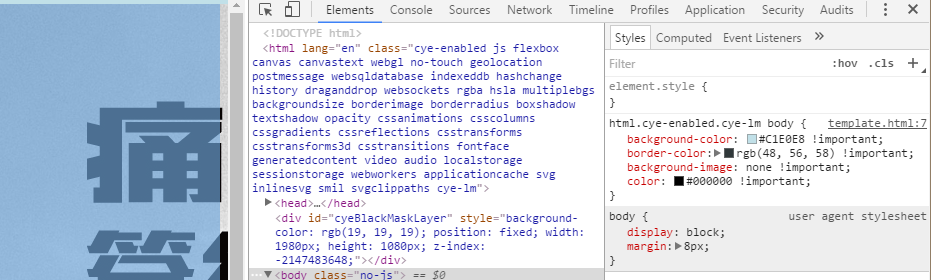 痛
答
Elements Console Sources Network Timeline Profiles Application Security Audits
<!DOCTYPE html>
<html lang="en" class="cye-enabled js flexbox
canvas canvastext webgl no-touch geolocation
postmessage websqldatabase indexeddb hashchange
history draganddrop websockets rgba hsla multiplebgs
backgroundsize borderimage borderradius boxshadow
textshadow opacity cssanimations csscolumns
cssgradients cssreflections csstransforms
csstransforms3d csstransitions fontface
generatedcontent video audio localstorage
sessionstorage webworkers applicationcache svg
inlinesvg smil svgclippaths cye-lm">
<head>…</head>
<div id="cyeBlackMaskLayer" style="background-
color: rgb(19, 19, 19); position: fixed; width:
1980px; height: 1080px; z-index:
-2147483648;"></div>
<body class="no-js"> == $0
Styles Computed Event Listeners »
Filter :hov .cls +
element.style {
}
html.cye-enabled.cye-lm body { template.html:7
background-color: #C1E0E8 !important;
border-color: rgb(48, 56, 58) !important;
background-image: none !important;
color: #000000 !important;
}
body { user agent stylesheet
display: block;
margin: 8px;
}